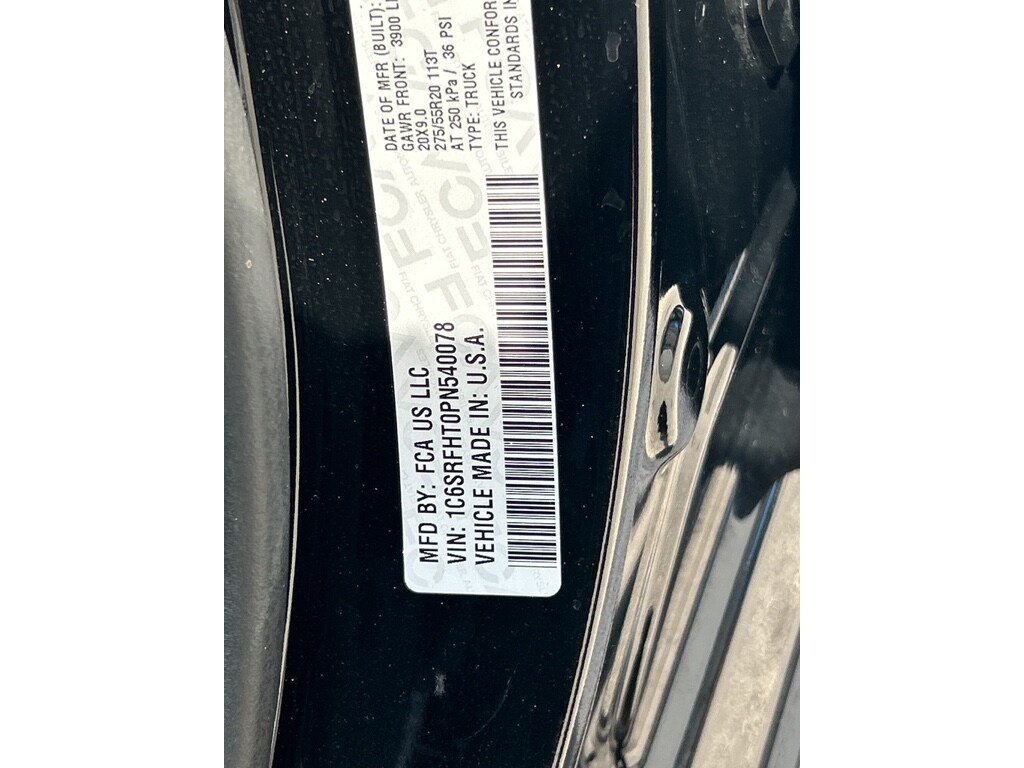 MFD BY: FCA US LLC
VIN: 1C6SRFHT0PN540078
VEHICLE MADE IN: U.S.A.
DATE OF MFR (BUILT):
GAWR FRONT: 3900
20X9.0
275/55R20 113T
AT 250 kPa / 36 PSI
TYPE: TRUCK
THIS VEHICLE
STANDARDS IN